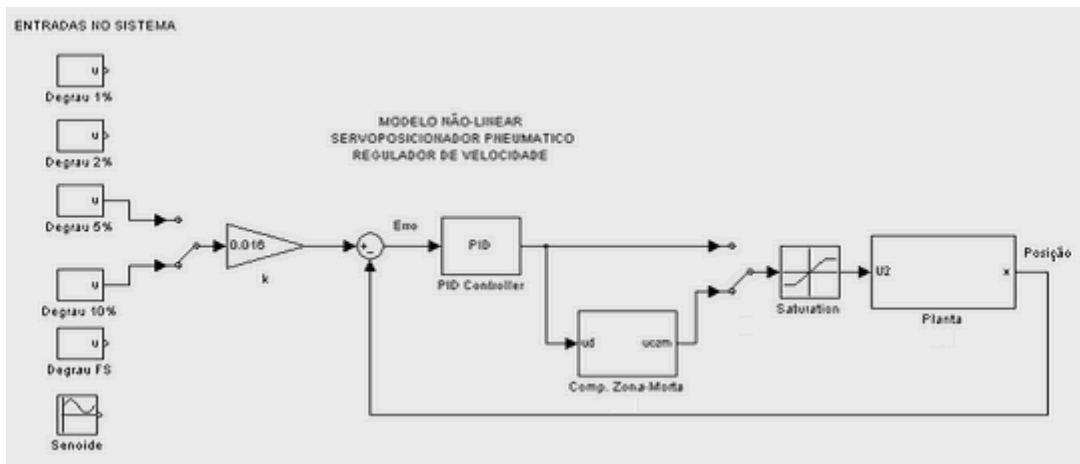 ENTRADAS NO SISTEMA
u
Degrau 1%
u
Degrau 2%
u
Degrau 5%
u
Degrau 10%
u
Degrau FS
Senoide
MODELO NÃO-LINEAR
SERVOPOSICIONADOR PNEUMATICO
REGULADOR DE VELOCIDADE
0.016
k
Erro
PID
PID Controller
ud
uczm
Comp. Zona-Morta
Saturation
U2
x
Planta
Posição